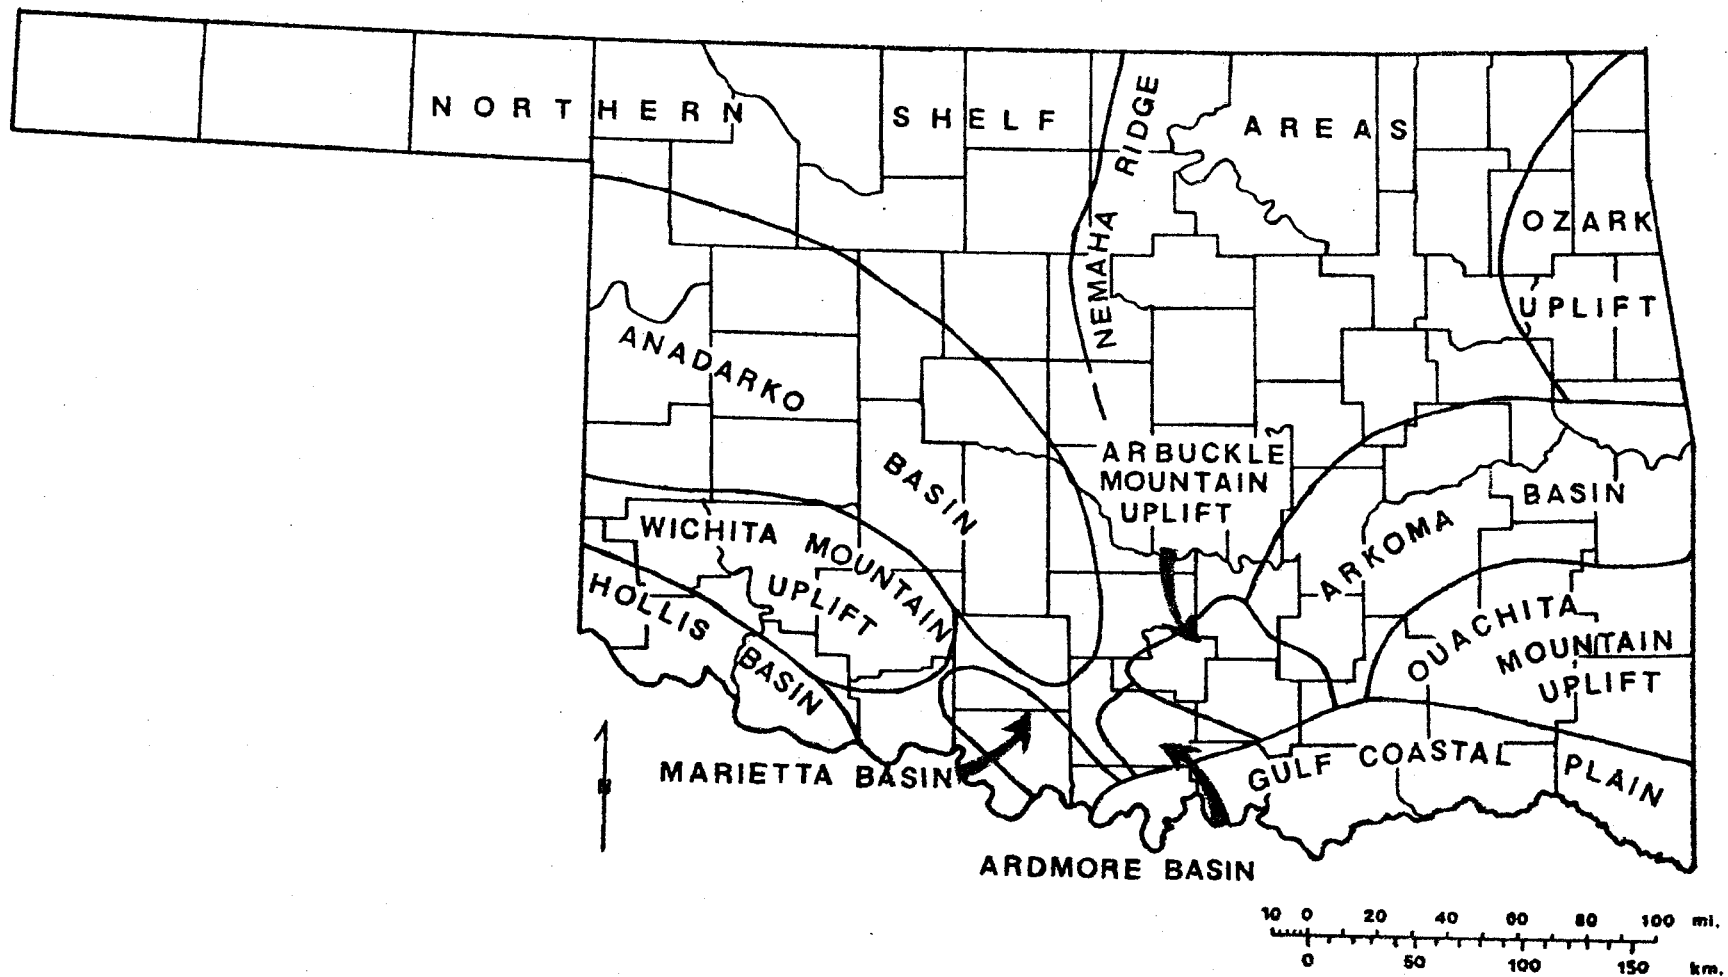 NORTHERN SHELF AREAS
NEMAHA RIDGE
OZARK
UPLIFT
ANADARKO
BASIN
ARBUCKLE
MOUNTAIN
UPLIFT
WICHITA MOUNTAIN
UPLIFT
HOLLIS
BASIN
ARKOMA
BASIN
OUACHITA
MOUNTAIN
UPLIFT
MARIETTA BASIN
GULF COASTAL PLAIN
ARDMORE BASIN
10 0 20 40 60 80 100 mi.
0 50 100 150 km.